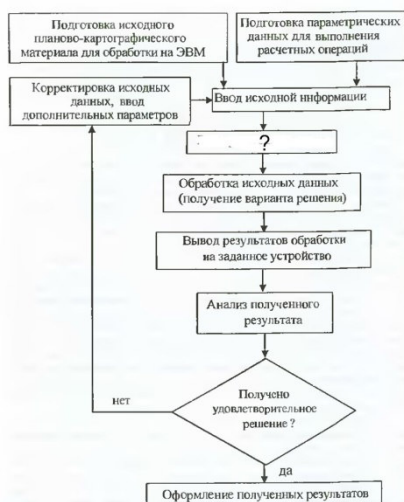 Подготовка исходного
планово-картографического
материала для обработки на ЭВМ
Подготовка параметрических
данных для выполнения
расчетных операций
Корректировка исходных
данных, ввод
дополнительных параметров
Ввод исходной информации
?
Обработка исходных данных
(получение варианта решения)
Вывод результатов обработки
на заданное устройство
Анализ полученного
результата
Получено
удовлетворительное
решение ?
нет
да
Оформление полученных результатов